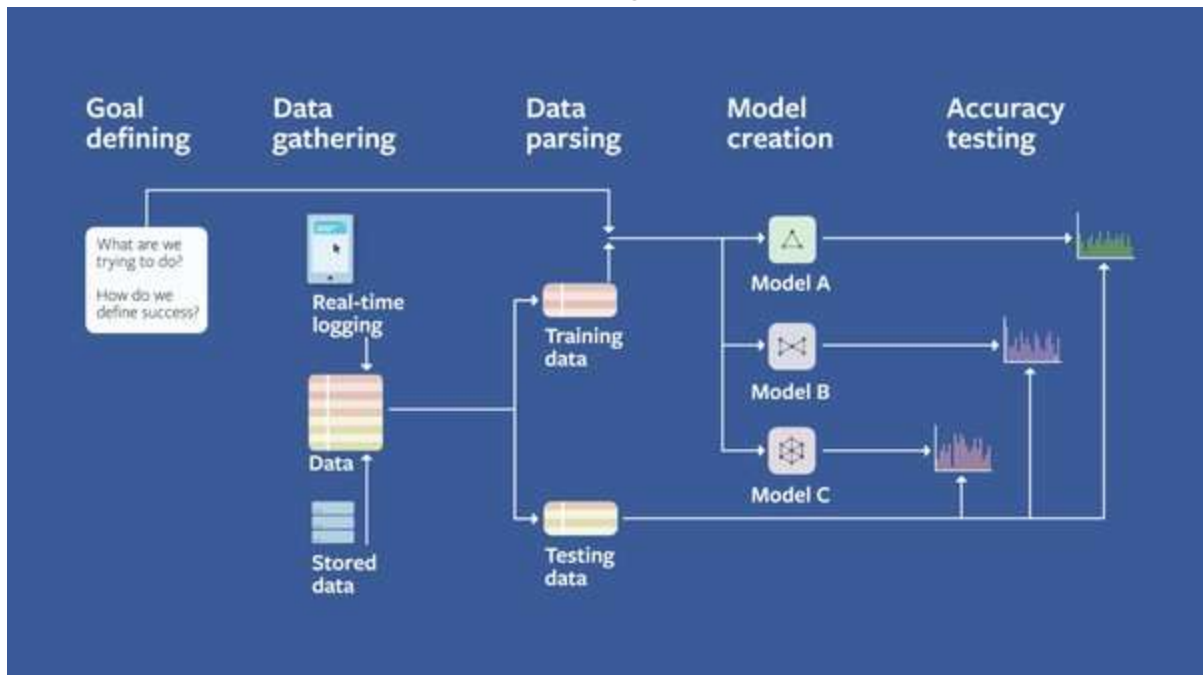 Goal
defining
Data
gathering
Data
parsing
Model
creation
Accuracy
testing
What are we
trying to do?
How do we
define success?
Real-time
logging
Data
Stored
data
Training
data
Testing
data
Model A
Model B
Model C